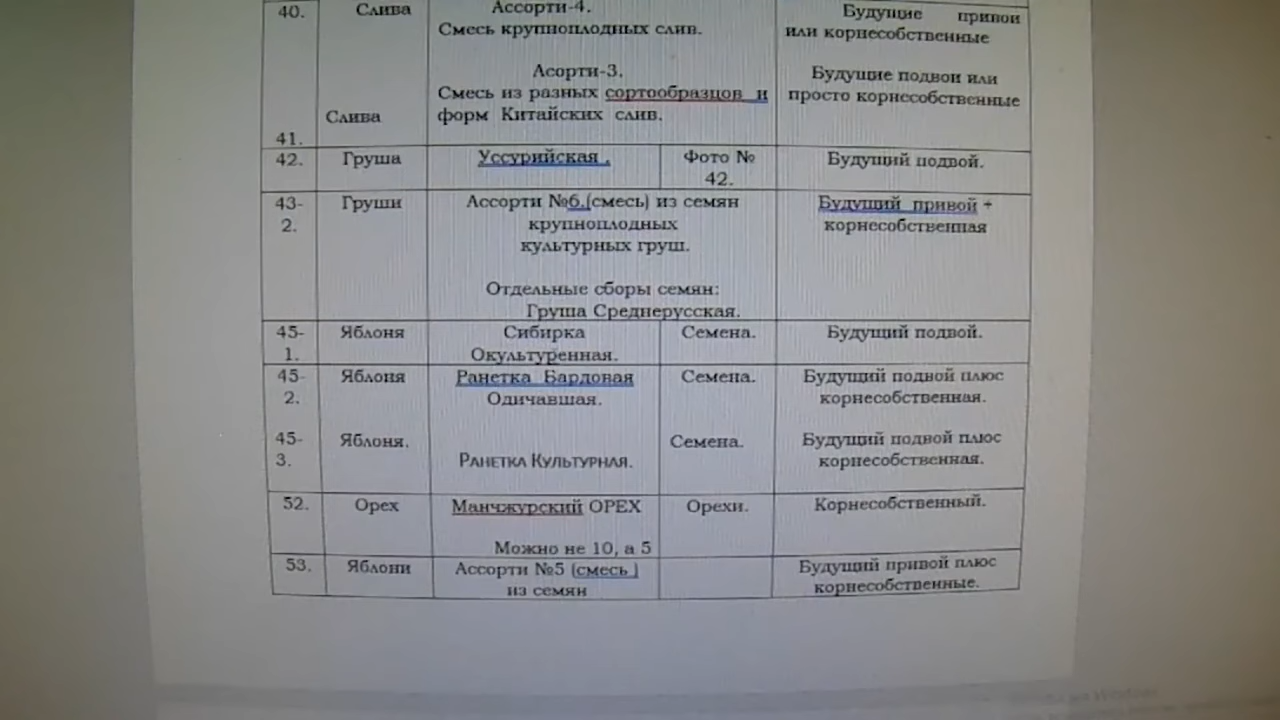 40. Слива Ассорти-4. Будущие привои
Смесь крупноплодных слив. или корнесобственные
Асорти-3. Будущие подвои или
Смесь из разных сортообразцов и просто корнесобственные
Слива форм Китайских слив.
41.
42. Груша Уссурийская . Фото № Будущий подвой.
42.
43- Груши Ассорти №6.(смесь) из семян Будущий привой +
2. крупноплодных корнесобственная
культурных груш.
Отдельные сборы семян:
Груша Среднерусская.
45- Яблоня Сибирка Семена. Будущий подвой.
1. Окультуренная.
45- Яблоня Ранетка Бардовая Семена. Будущий подвой плюс
2. Одичавшая. корнесобственная.
45- Яблоня. Семена. Будущий подвой плюс
3. РАНЕТКА КУЛЬТУРНАЯ. корнесобственная.
52. Орех Манчжурский ОРЕХ Орехи. Корнесобственный.
Можно не 10, а 5
53. Яблони Ассорти №5 (смесь ) Будущий привой плюс
из семян корнесобственные.